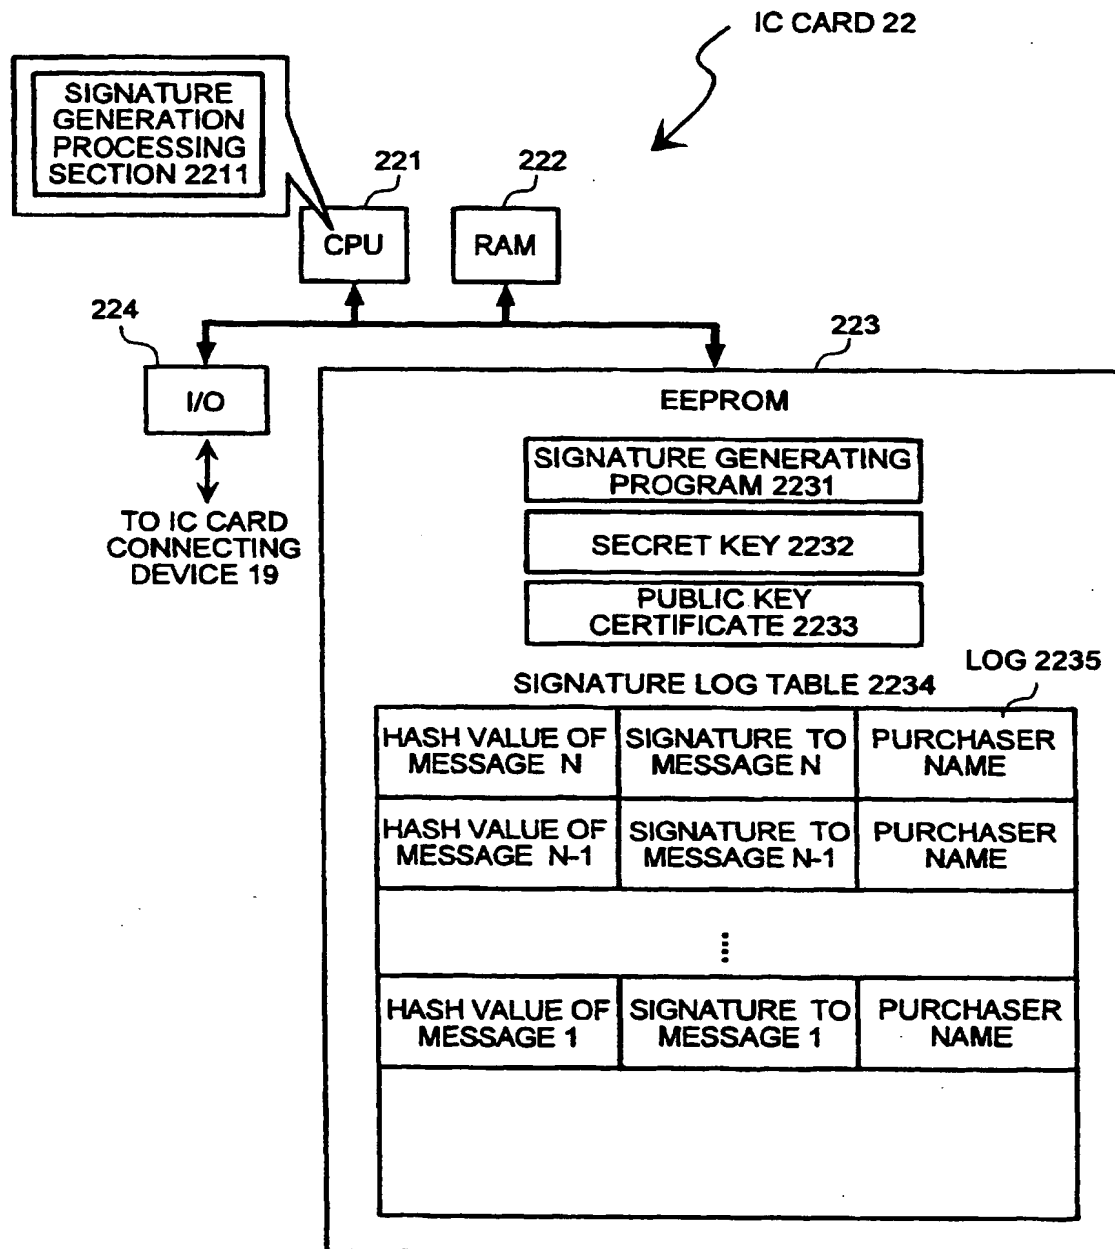 IC CARD 22
SIGNATURE
GENERATION
PROCESSING
SECTION 2211
221
222
CPU
RAM
224
223
I/O
EEPROM
SIGNATURE GENERATING
PROGRAM 2231
TO IC CARD
CONNECTING
DEVICE 19
SECRET KEY 2232
PUBLIC KEY
CERTIFICATE 2233
LOG 2235
SIGNATURE LOG TABLE 2234
HASH VALUE OF
MESSAGE N
SIGNATURE TO
MESSAGE N
PURCHASER
NAME
HASH VALUE OF
MESSAGE N-1
SIGNATURE TO
MESSAGE N-1
PURCHASER
NAME
HASH VALUE OF
MESSAGE 1
SIGNATURE TO
MESSAGE 1
PURCHASER
NAME